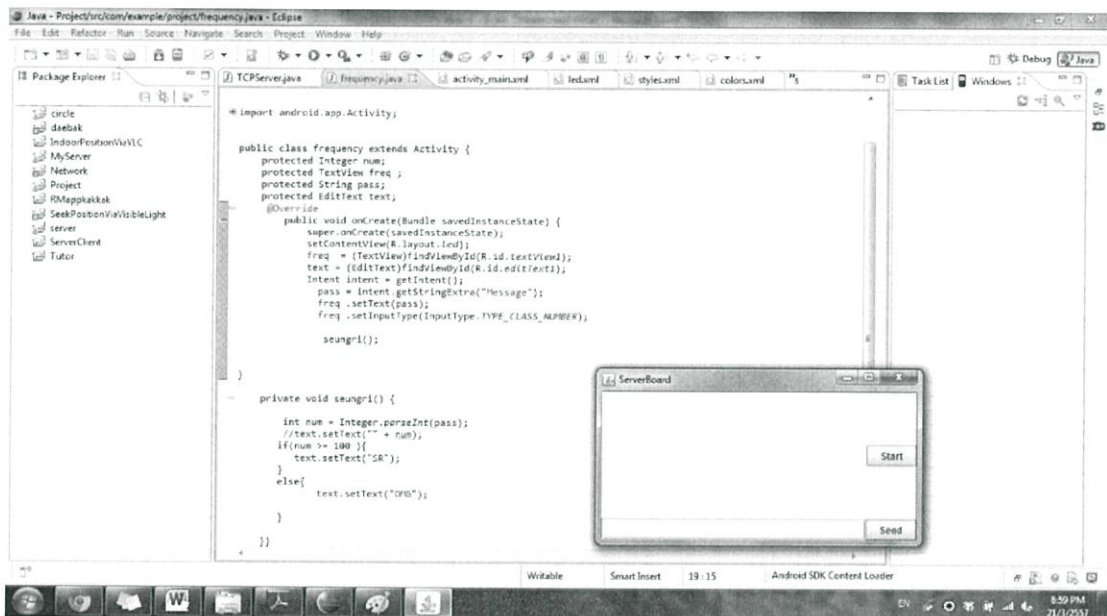 Java - Project/src/com/example/project/frequency.java - Eclipse
File Edit Refactor Run Source Navigate Search Project Window Help
Debug Java
Package Explorer
TCPServer.java frequency.java activity_main.xml led.xml styles.xml colors.xml "5
Task List Windows
circle
daebak
IndoorPositionViaVLC
MyServer
Network
Project
RMappkakkak
SeekPositionViaVisibleLight
server
ServerClient
Tutor
import android.app.Activity;
public class frequency extends Activity {
protected Integer num;
protected TextView freq ;
protected String pass;
protected EditText text;
@Override
public void onCreate(Bundle savedInstanceState) {
super.onCreate(savedInstanceState);
setContentView(R.layout.led);
freq = (TextView)findViewById(R.id.textView1);
text = (EditText)findViewById(R.id.editText1);
Intent intent = getIntent();
pass = intent.getStringExtra("Message");
freq .setText(pass);
freq .setInputType(InputType.TYPE_CLASS_NUMBER);
seungri();
}
private void seungri() {
int num = Integer.parseInt(pass);
//text.setText("" + num);
if(num >= 100 ){
text.setText("SR");
}
else{
text.setText("OMG");
}
}}
ServerBoard
Start
Send
Writable Smart Insert 19 : 15 Android SDK Content Loader
EN 8:59 PM
21/1/2557